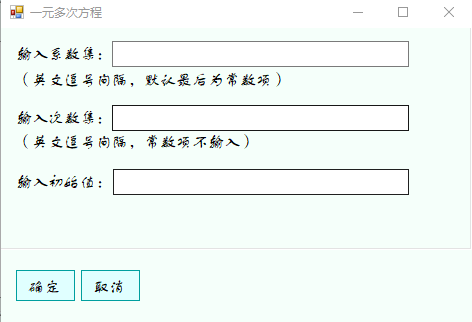 一元多次方程
输入系数集：
（英文逗号间隔，默认最后为常数项）
输入次数集：
（英文逗号间隔，常数项不输入）
输入初始值：
确定 取消